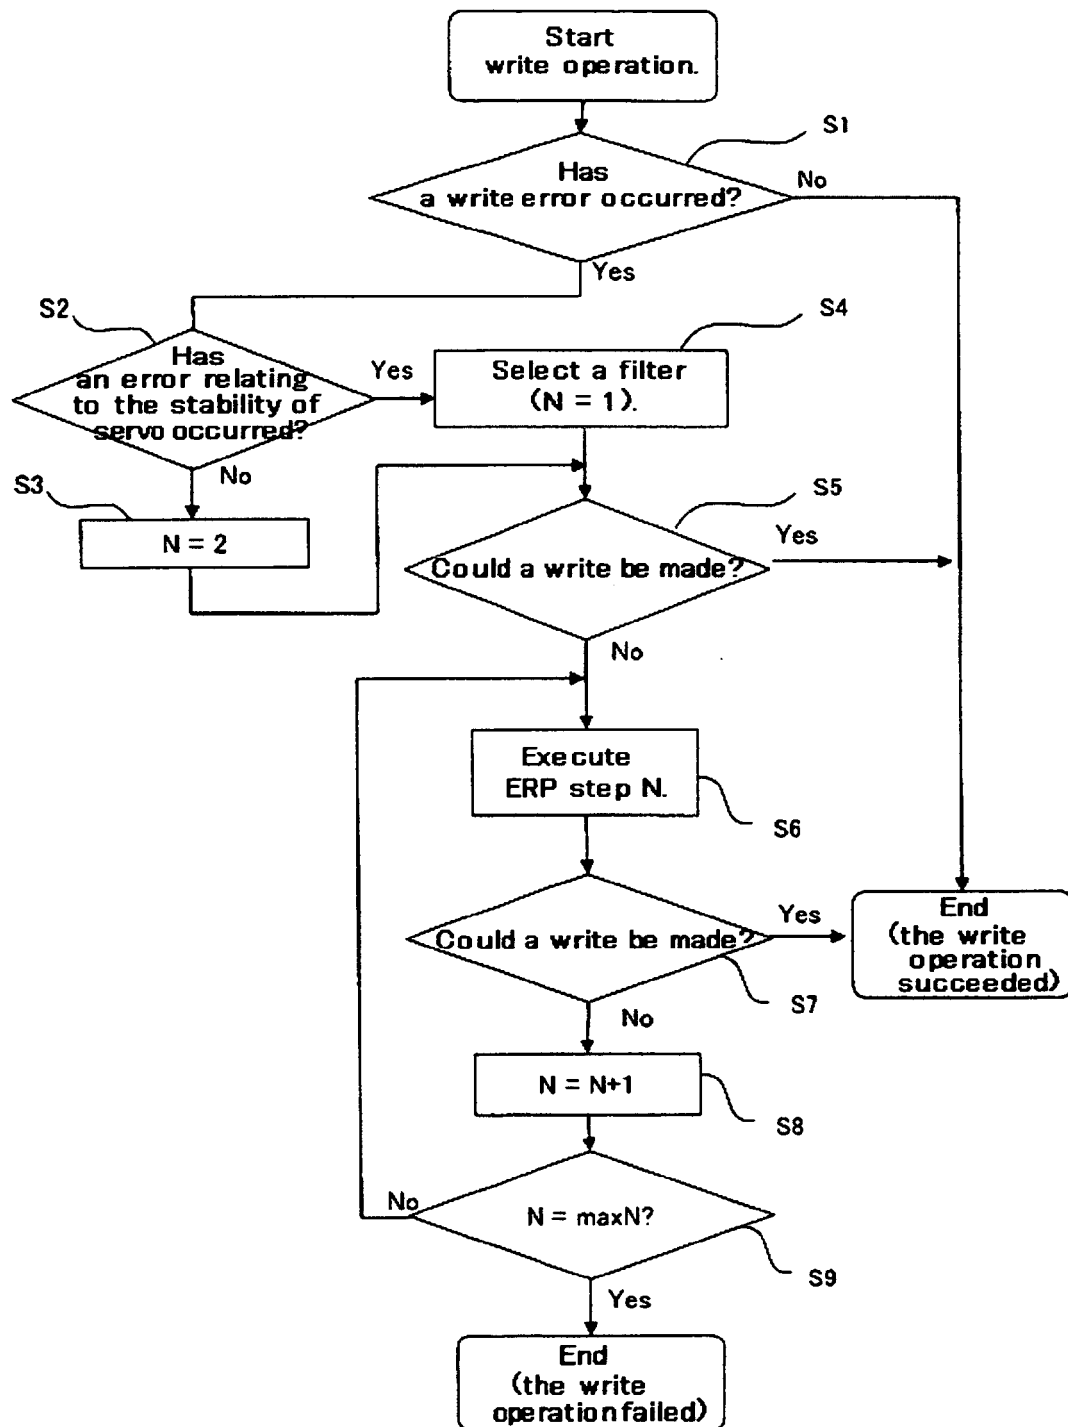 Start
write operation.
S1
Has
a write error occurred?
No
Yes
S2
Has
an error relating
to the stability of
servo occurred?
Yes
S4
Select a filter
(N = 1).
No
S3
N = 2
S5
Could a write be made?
Yes
No
Execute
ERP step N.
S6
Could a write be made?
Yes
End
(the write
operation
succeeded)
S7
No
N = N+1
S8
No
N = maxN?
S9
Yes
End
(the write
operation failed)